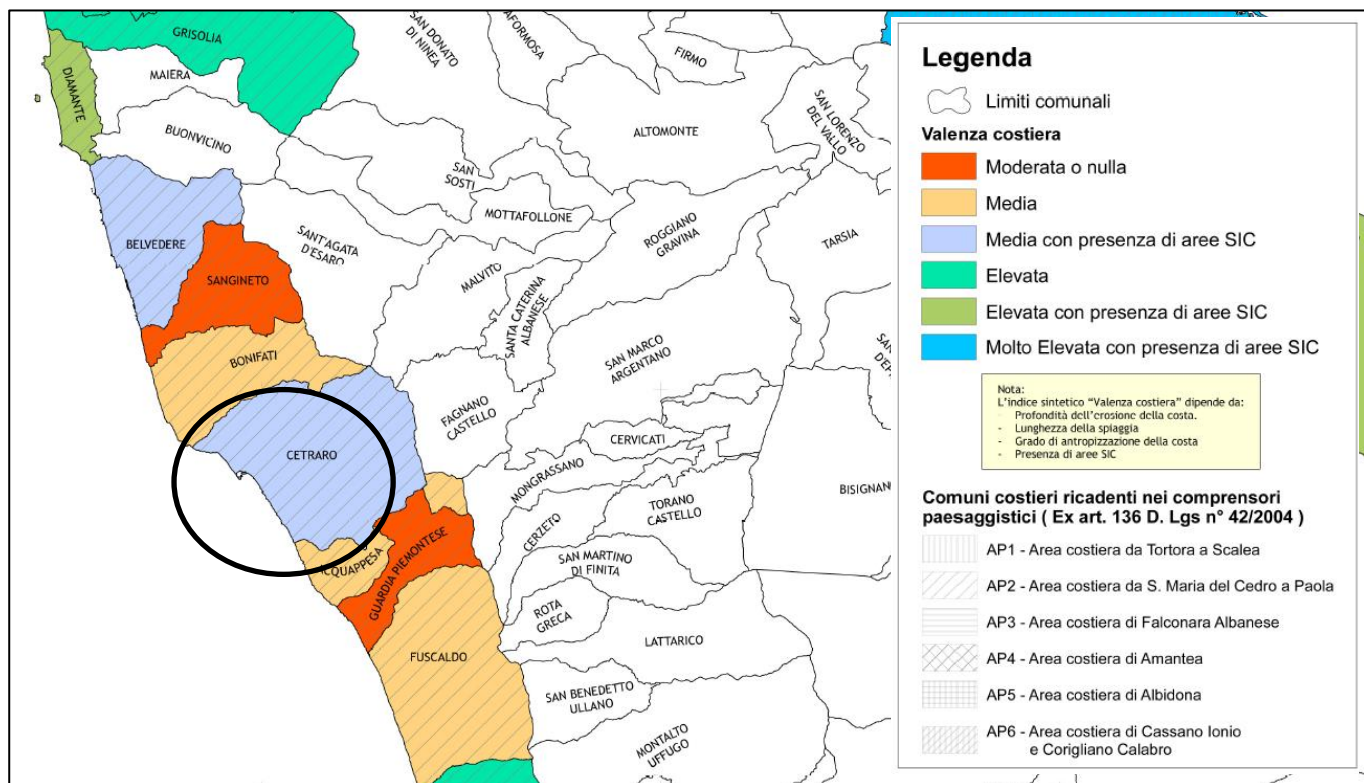 GRISOLIA
SAN DONATO
DI NINEA
AFORMOSA
FIRMO
DIAMANTE
MAIERA
BUONVICINO
ALTOMONTE
SAN LORENZO
DEL VALLO
SAN
SOSTI
MOTTAFOLLONE
BELVEDERE
SANT'AGATA
D'ESARO
ROGGIANO
GRAVINA
TARSIA
SANGINETO
MALVITO
SANTA CATERINA
ALBANESE
BONIFATI
SAN MARCO
ARGENTANO
SAN
D'EF
FAGNANO
CASTELLO
CETRARO
CERVICATI
MONGRASSANO
BISIGNAN
TORANO
CASTELLO
CERZETO
ACQUAPPESA
GUARDIA PIEMONTESE
SAN MARTINO
DI FINITA
ROTA
GRECA
LATTARICO
FUSCALDO
SAN BENEDETTO
ULLANO
MONTALTO
UFFUGO
Legenda
Limiti comunali
Valenza costiera
Moderata o nulla
Media
Media con presenza di aree SIC
Elevata
Elevata con presenza di aree SIC
Molto Elevata con presenza di aree SIC
Nota:
L'indice sintetico "Valenza costiera" dipende da:
- Profondità dell'erosione della costa.
- Lunghezza della spiaggia
- Grado di antropizzazione della costa
- Presenza di aree SIC
Comuni costieri ricadenti nei comprensori
paesaggistici ( Ex art. 136 D. Lgs n° 42/2004 )
AP1 - Area costiera da Tortora a Scalea
AP2 - Area costiera da S. Maria del Cedro a Paola
AP3 - Area costiera di Falconara Albanese
AP4 - Area costiera di Amantea
AP5 - Area costiera di Albidona
AP6 - Area costiera di Cassano Ionio
e Corigliano Calabro